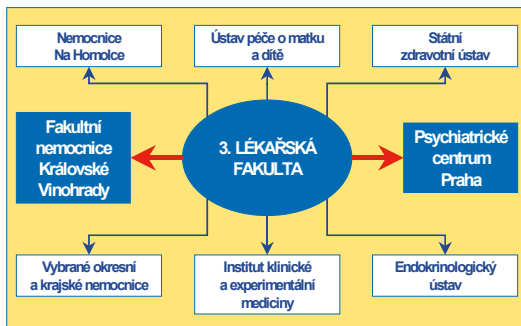 Nemocnice
Na Homolce
Ústav péče o matku
a dítě
Státní
zdravotní ústav
Fakultní
nemocnice
Královské
Vinohrady
3. LÉKAŘSKÁ
FAKULTA
Psychiatrické
centrum
Praha
Vybrané okresní
a krajské nemocnice
Institut klinické
a experimentální
mediciny
Endokrinologický
ústav